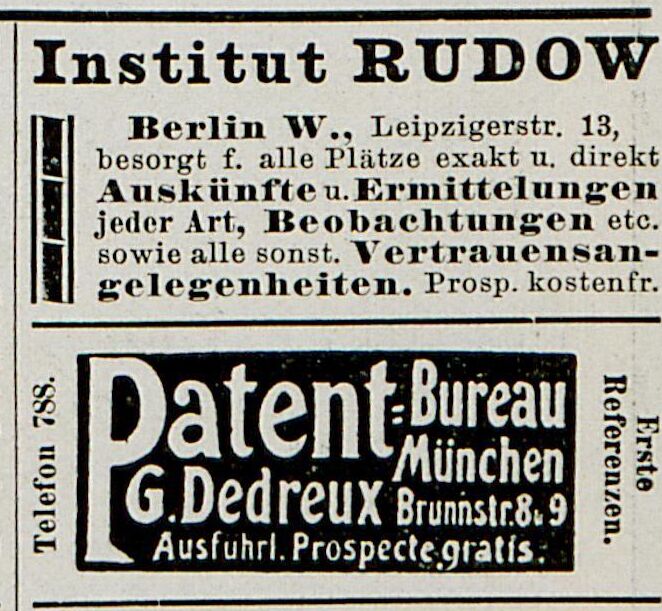 Institut RUDOW
Berlin W., Leipzigerstr. 13,
besorgt f. alle Plätze exakt u. direkt
Auskünfte u. Ermittelungen
jeder Art, Beobachtungen etc.
sowie alle sonst. Vertrauensan-
gelegenheiten. Prosp. kostenfr.
Telefon 788.
Patent-Bureau
München
G. Dedreux Brunnstr. 8 u. 9
Ausführl. Prospecte gratis.
Erste
Referenzen.